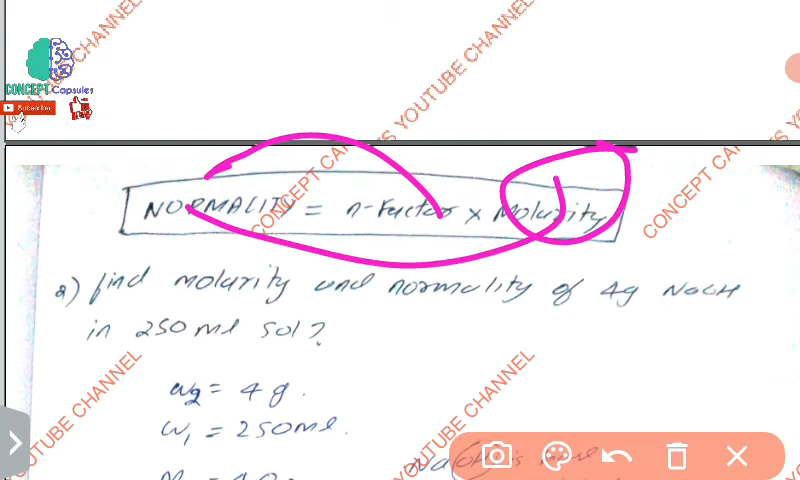 CONCEPT Capsules
Subscribe
NORMALITY = n-Factor × Molarity
Q) find molarity and normality of 4g NaOH
in 250 ml sol?
W2 = 4 g.
W1 = 250ml.
CONCEPT CAPSULES YOUTUBE CHANNEL